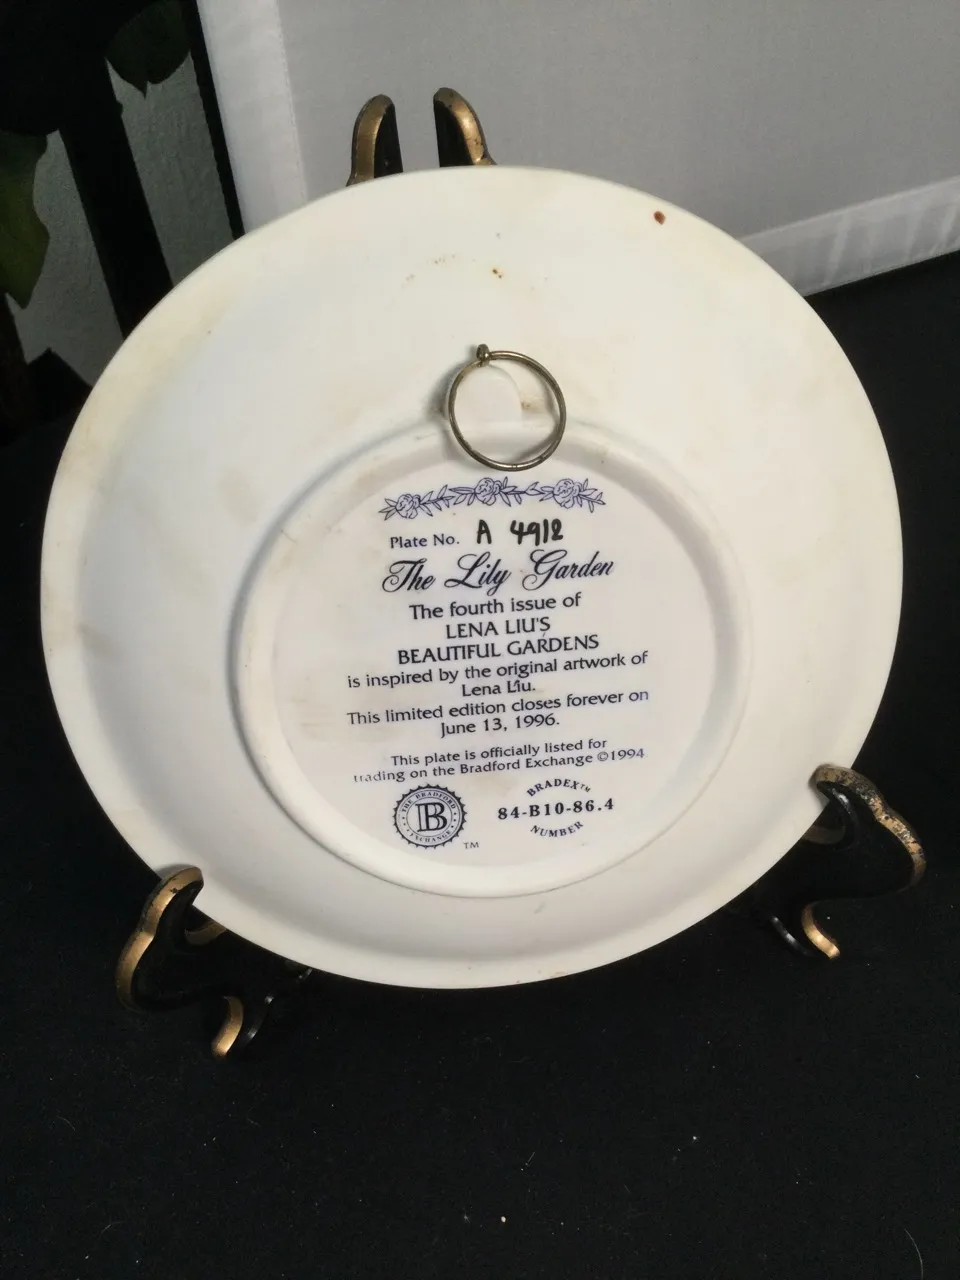 Plate No. A 4912
The Lily Garden
The fourth issue of
LENA LIU'S
BEAUTIFUL GARDENS
is inspired by the original artwork of
Lena Liu.
This limited edition closes forever on
June 13, 1996.
This plate is officially listed for
trading on the Bradford Exchange ©1994
THE BRADFORD EXCHANGE
B
TM
BRADEX™
84-B10-86.4
NUMBER